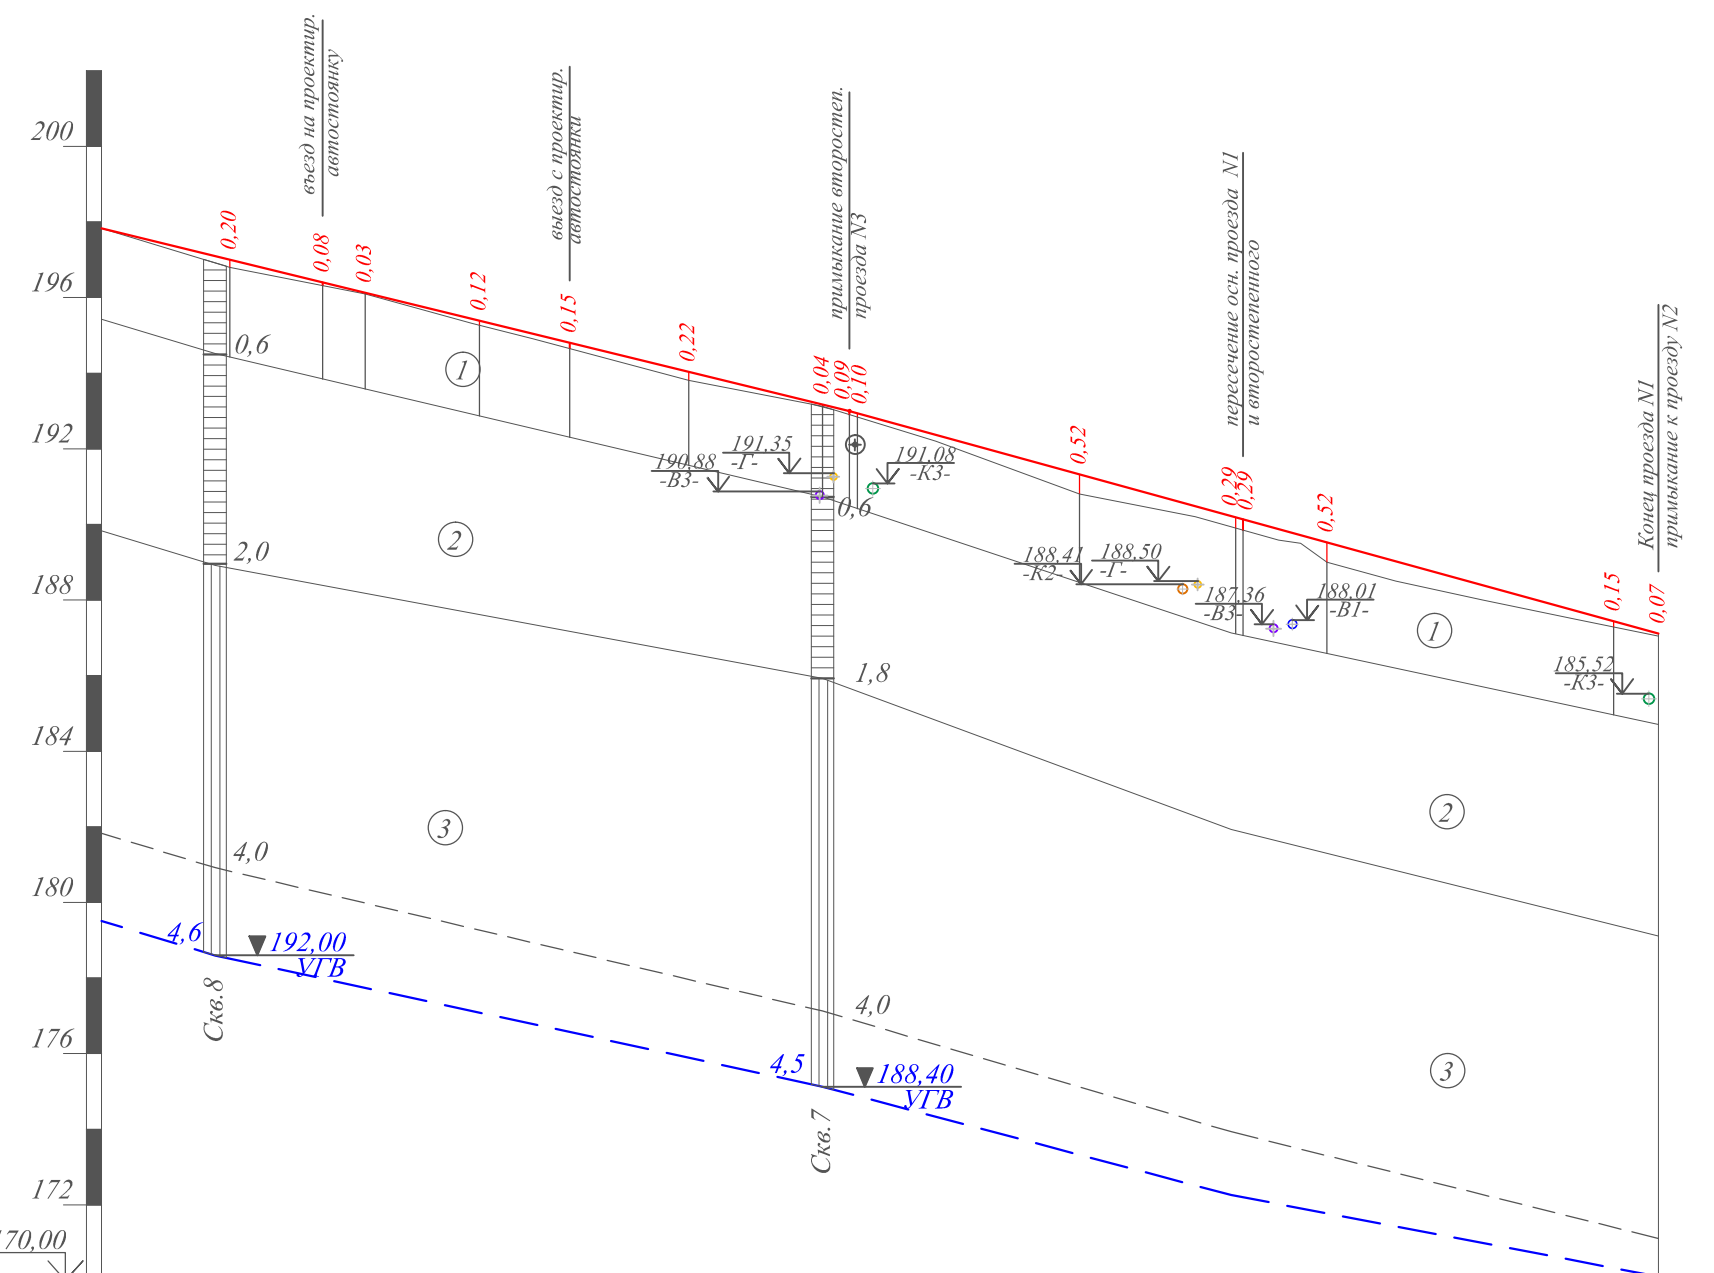 въезд на проектир.
автостоянку
выезд с проектир.
автостоянки
примыкание второстеп.
проезда N3
пересечение осн. проезда N1
и второстепенного
Конец проезда N1
примыкание к проезду N2
200
196
192
188
184
180
176
172
170,00
0,20
0,08
0,03
0,12
0,15
0,22
0,04
0,09
0,10
0,52
0,29
0,29
0,52
0,15
0,07
0,6
2,0
4,0
4,6
192,00
УГВ
Скв.8
1
2
3
190,88
-В3-
191,35
-Г-
191,08
-К3-
0,6
1,8
4,0
4,5
188,40
УГВ
Скв.7
188,41
-К2-
188,50
-Г-
187,36
-В3-
188,01
-В1-
185,52
-К3-
1
2
3